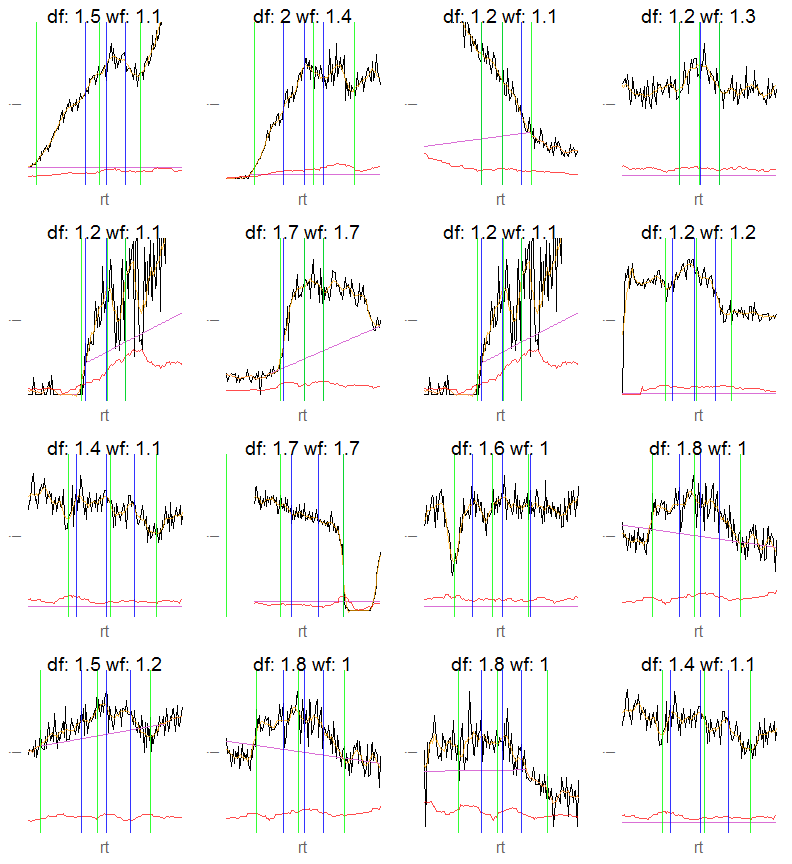 df: 1.5 wf: 1.1
df: 2 wf: 1.4
df: 1.2 wf: 1.1
df: 1.2 wf: 1.3
rt
rt
rt
rt
df: 1.2 wf: 1.1
df: 1.7 wf: 1.7
df: 1.2 wf: 1.1
df: 1.2 wf: 1.2
rt
rt
rt
rt
df: 1.4 wf: 1.1
df: 1.7 wf: 1.7
df: 1.6 wf: 1
df: 1.8 wf: 1
rt
rt
rt
rt
df: 1.5 wf: 1.2
df: 1.8 wf: 1
df: 1.8 wf: 1
df: 1.4 wf: 1.1
rt
rt
rt
rt